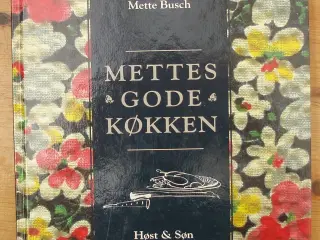 Mette Busch
METTES
GODE
KØKKEN
Høst & Søn